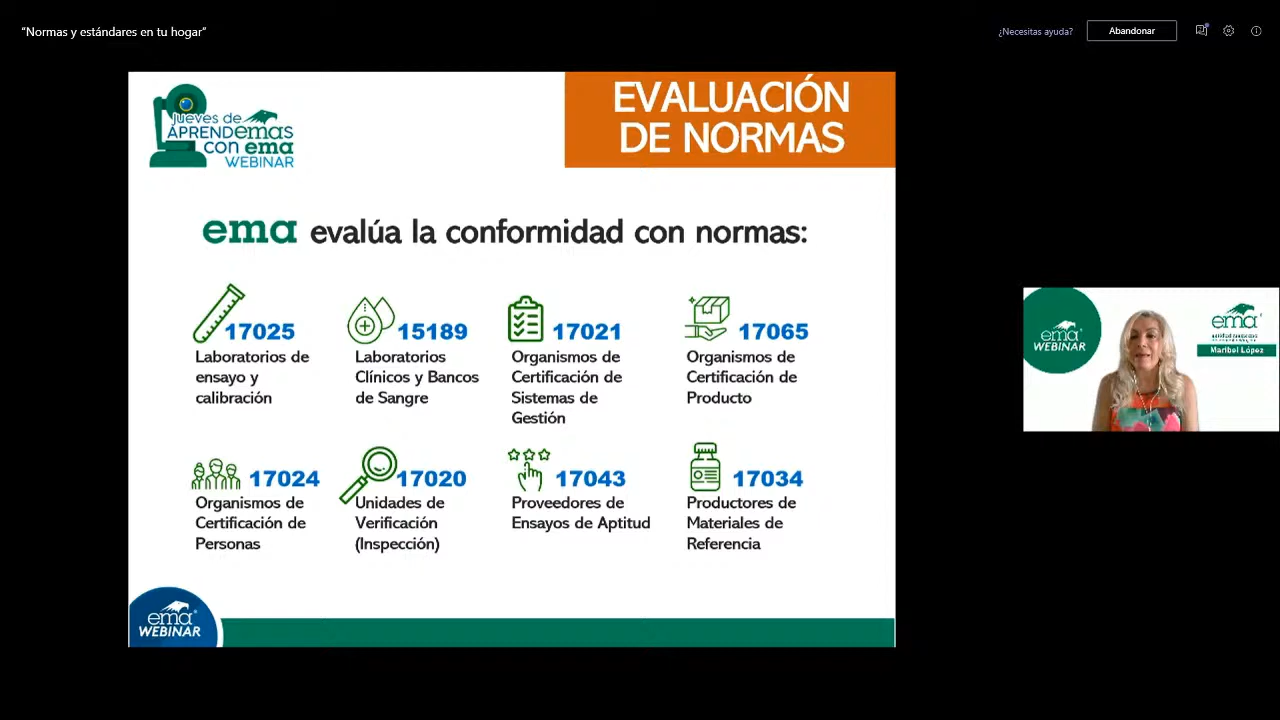 “Normas y estándares en tu hogar”
¿Necesitas ayuda?
Abandonar
jueves de
APRENDEMAS
con ema
WEBINAR
EVALUACIÓN
DE NORMAS
ema evalúa la conformidad con normas:
17025
Laboratorios de
ensayo y
calibración
15189
Laboratorios
Clínicos y Bancos
de Sangre
17021
Organismos de
Certificación de
Sistemas de
Gestión
17065
Organismos de
Certificación de
Producto
17024
Organismos de
Certificación de
Personas
17020
Unidades de
Verificación
(Inspección)
17043
Proveedores de
Ensayos de Aptitud
17034
Productores de
Materiales de
Referencia
ema
WEBINAR
ema
WEBINAR
ema
Maribel López